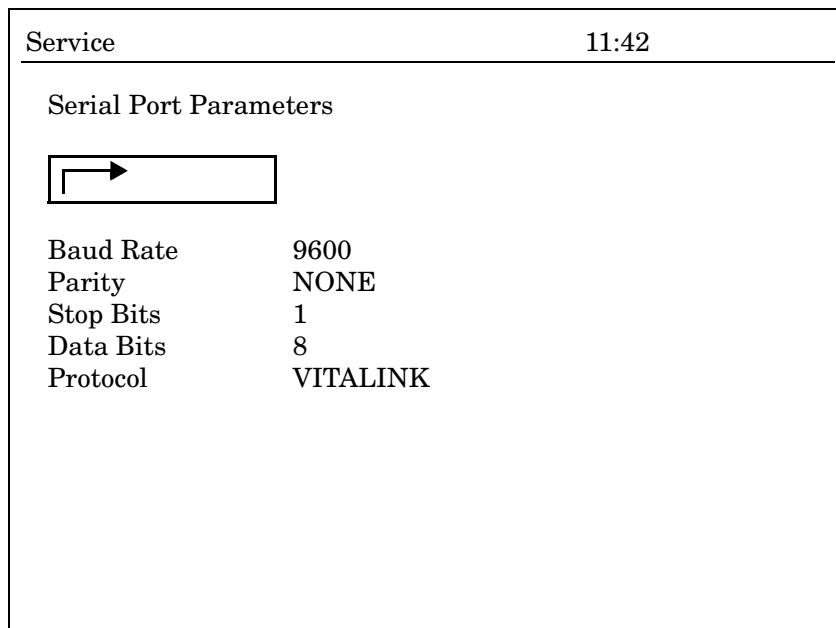 Service 11:42
Serial Port Parameters
Baud Rate 9600
Parity NONE
Stop Bits 1
Data Bits 8
Protocol VITALINK